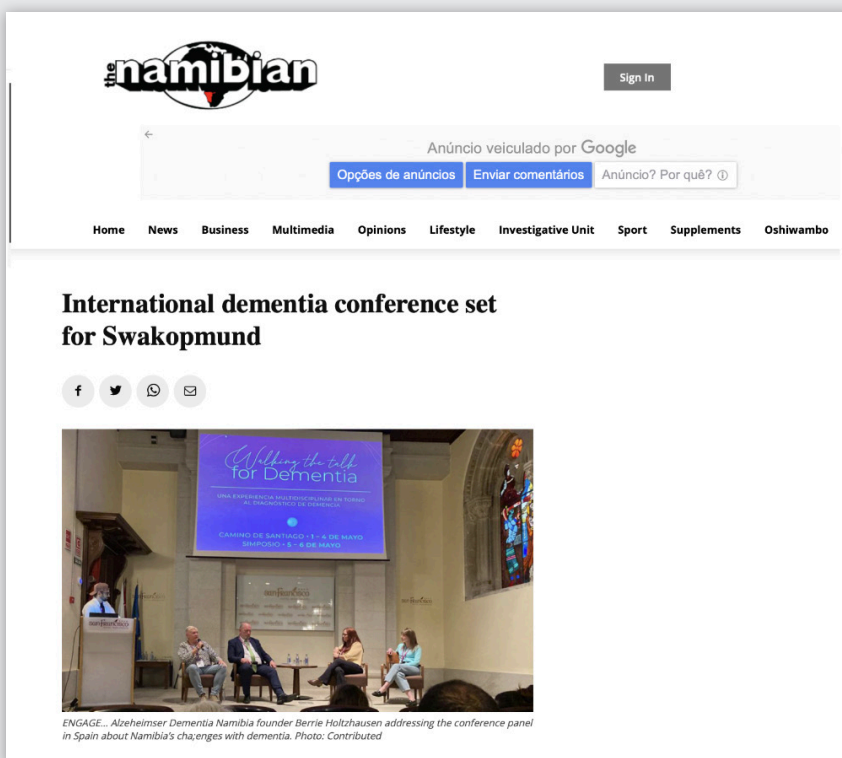 the namibian
Sign In
Anúncio veiculado por Google
Opções de anúncios Enviar comentários Anúncio? Por quê?
Home News Business Multimedia Opinions Lifestyle Investigative Unit Sport Supplements Oshiwambo
International dementia conference set
for Swakopmund
Walking the talk
for Dementia
UNA EXPERIENCIA MULTIDISCIPLINAR EN TORNO
AL DIAGNÓSTICO DE DEMENCIA
CAMINO DE SANTIAGO • 1 - 4 DE MAYO
SIMPOSIO • 5 - 6 DE MAYO
san francisco
ENGAGE... Alzeheimser Dementia Namibia founder Berrie Holtzhausen addressing the conference panel
in Spain about Namibia's cha;enges with dementia. Photo: Contributed